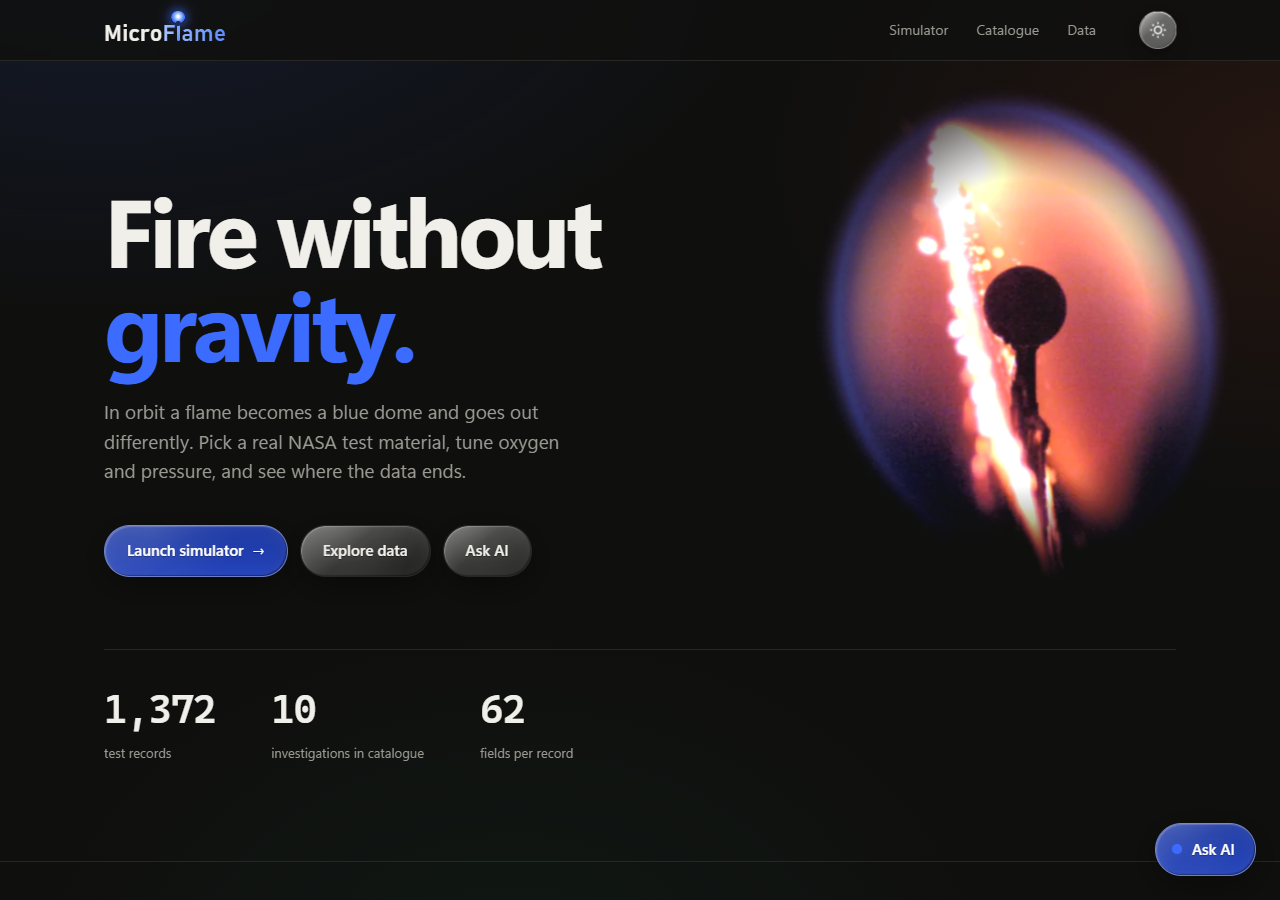 MicroFlame
Simulator
Catalogue
Data
Fire without
gravity.
In orbit a flame becomes a blue dome and goes out
differently. Pick a real NASA test material, tune oxygen
and pressure, and see where the data ends.
Launch simulator →
Explore data
Ask AI
1,372
10
62
test records
investigations in catalogue
fields per record
Ask AI